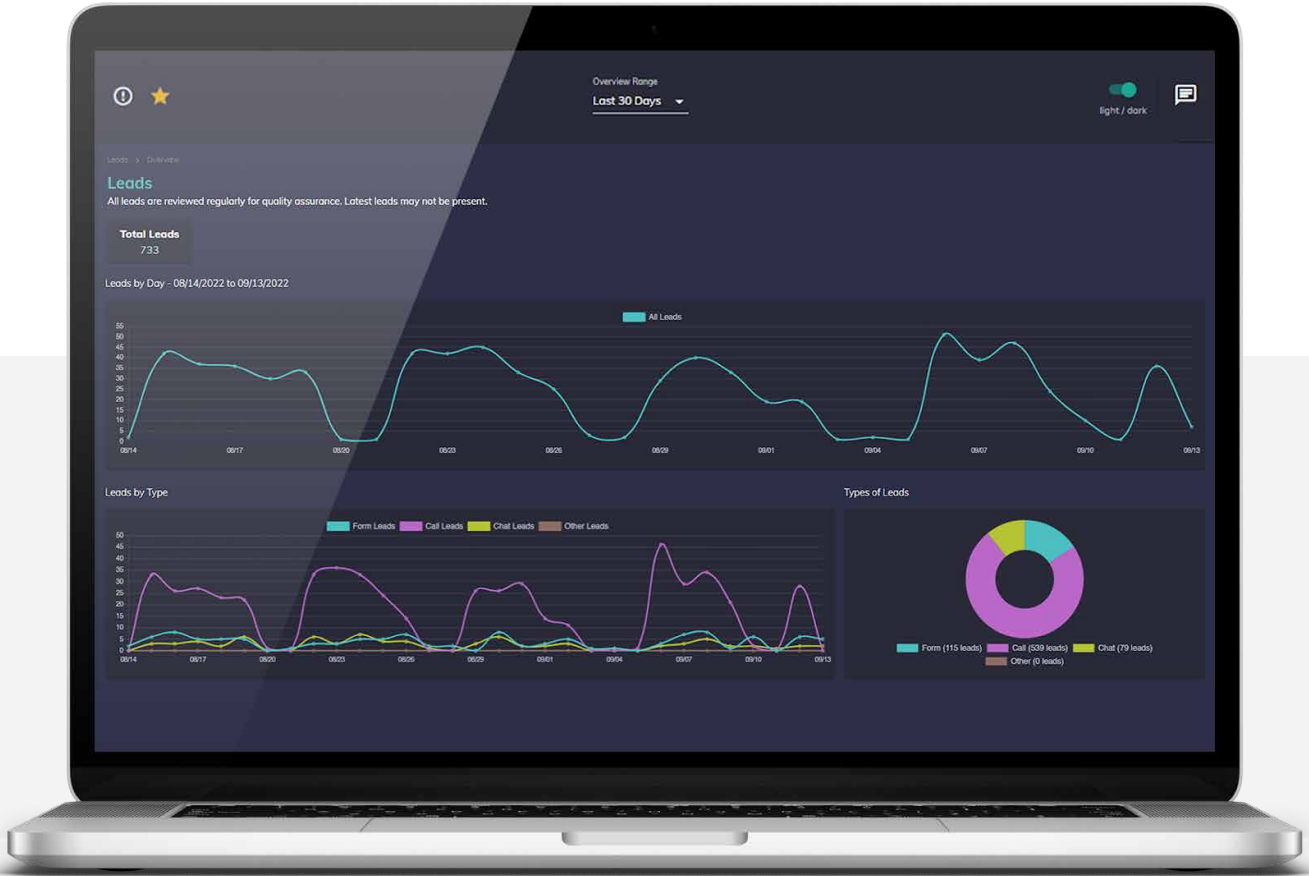 Overview Range
Last 30 Days
light / dark
Leads > Overview
Leads
All leads are reviewed regularly for quality assurance. Latest leads may not be present.
Total Leads
733
Leads by Day - 08/14/2022 to 09/13/2022
All Leads
55
50
45
40
35
30
25
20
15
10
5
0
08/14 08/17 08/20 08/23 08/26 08/29 09/01 09/04 09/07 09/10 09/13
Leads by Type
Form Leads Call Leads Chat Leads Other Leads
50
45
40
35
30
25
20
15
10
5
0
08/14 08/17 08/20 08/23 08/26 08/29 09/01 09/04 09/07 09/10 09/13
Types of Leads
Form (115 leads) Call (539 leads) Chat (79 leads)
Other (0 leads)